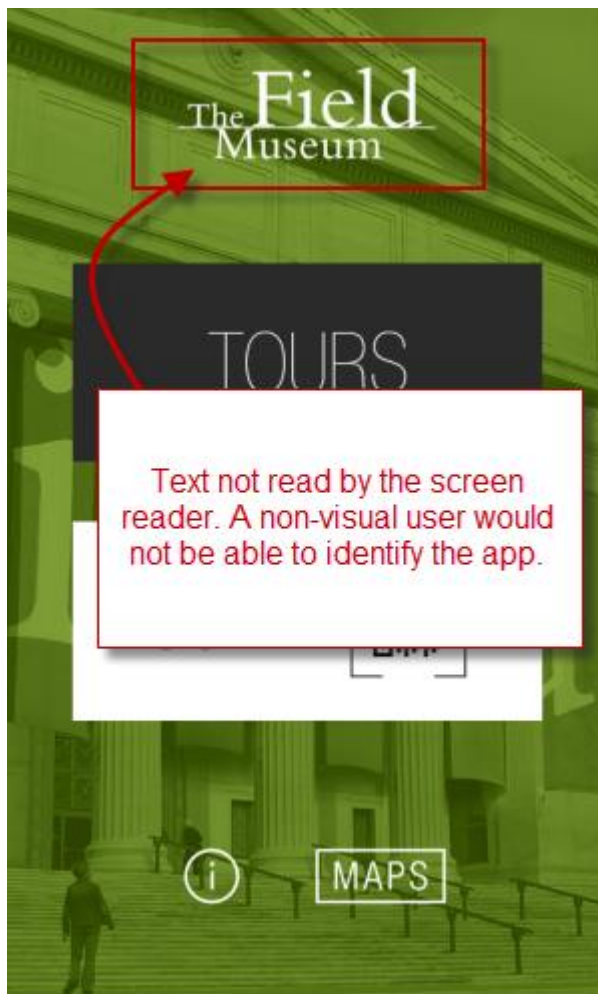 The Field
Museum
TOURS
Text not read by the screen
reader. A non-visual user would
not be able to identify the app.
i
MAPS